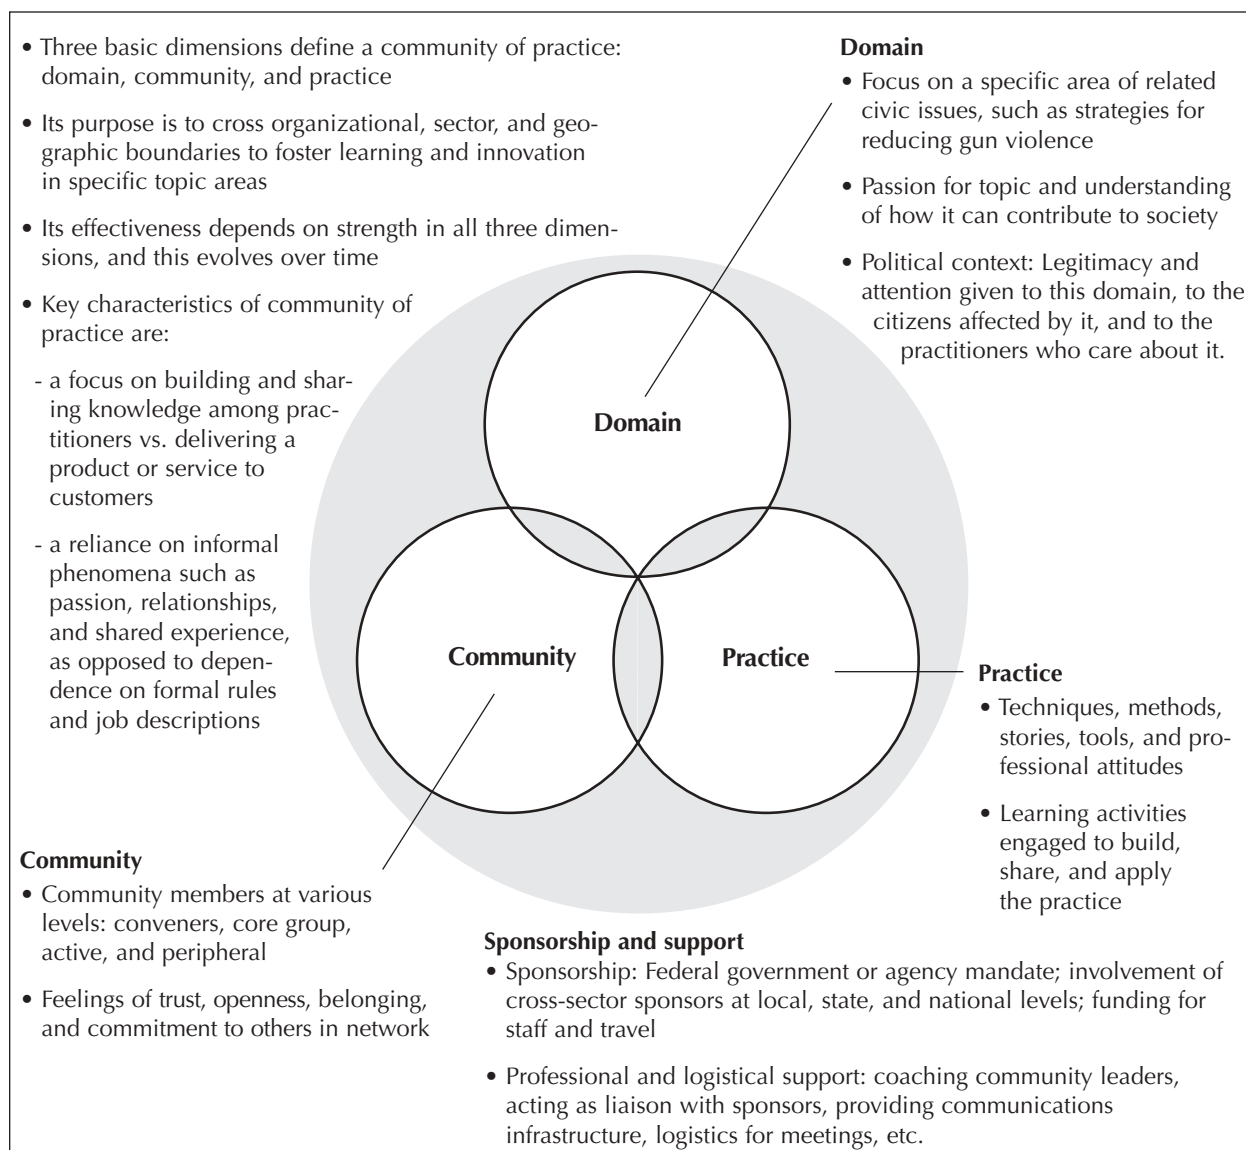 • Three basic dimensions define a community of practice:
domain, community, and practice
• Its purpose is to cross organizational, sector, and geo-
graphic boundaries to foster learning and innovation
in specific topic areas
• Its effectiveness depends on strength in all three dimen-
sions, and this evolves over time
• Key characteristics of community of
practice are:
- a focus on building and shar-
ing knowledge among prac-
titioners vs. delivering a
product or service to
customers
- a reliance on informal
phenomena such as
passion, relationships,
and shared experience,
as opposed to depen-
dence on formal rules
and job descriptions
Domain
• Focus on a specific area of related
civic issues, such as strategies for
reducing gun violence
• Passion for topic and understanding
of how it can contribute to society
• Political context: Legitimacy and
attention given to this domain, to the
citizens affected by it, and to the
practitioners who care about it.
Domain
Community
Practice
Practice
• Techniques, methods,
stories, tools, and pro-
fessional attitudes
• Learning activities
engaged to build,
share, and apply
the practice
Community
• Community members at various
levels: conveners, core group,
active, and peripheral
• Feelings of trust, openness, belonging,
and commitment to others in network
Sponsorship and support
• Sponsorship: Federal government or agency mandate; involvement of
cross-sector sponsors at local, state, and national levels; funding for
staff and travel
• Professional and logistical support: coaching community leaders,
acting as liaison with sponsors, providing communications
infrastructure, logistics for meetings, etc.